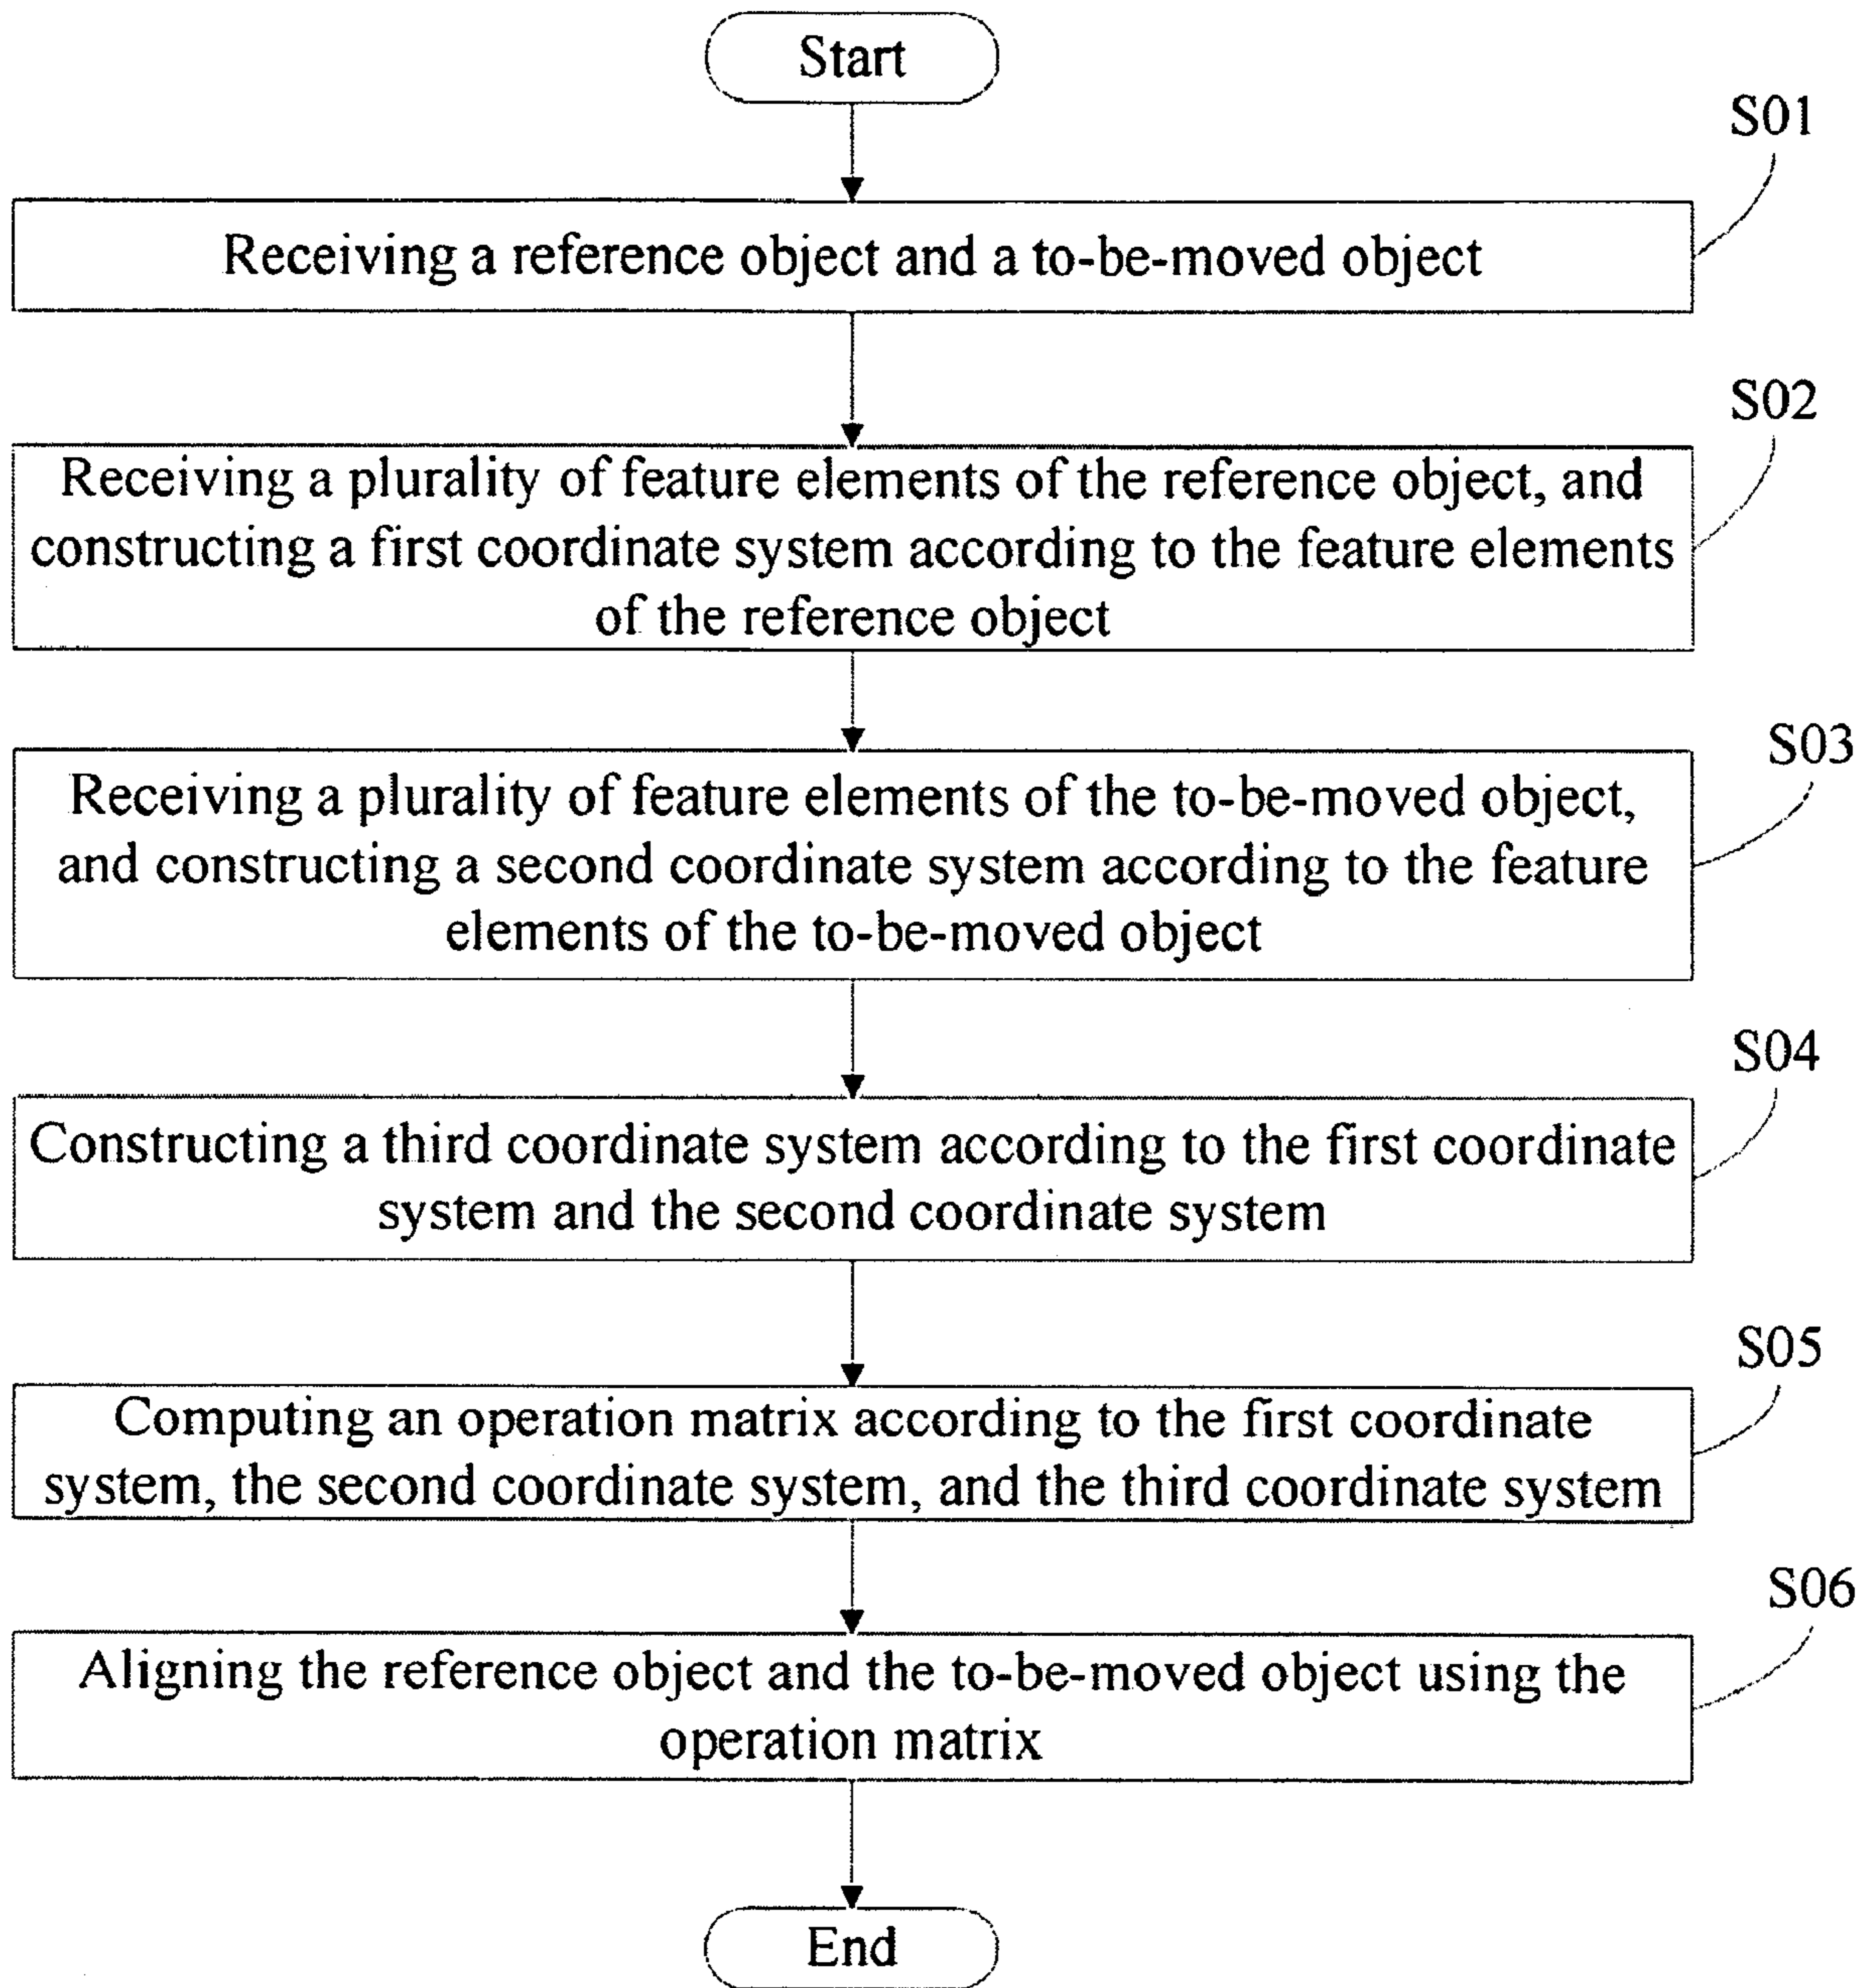 Start
S01
Receiving a reference object and a to-be-moved object
S02
Receiving a plurality of feature elements of the reference object, and
constructing a first coordinate system according to the feature elements
of the reference object
S03
Receiving a plurality of feature elements of the to-be-moved object,
and constructing a second coordinate system according to the feature
elements of the to-be-moved object
S04
Constructing a third coordinate system according to the first coordinate
system and the second coordinate system
S05
Computing an operation matrix according to the first coordinate
system, the second coordinate system, and the third coordinate system
S06
Aligning the reference object and the to-be-moved object using the
operation matrix
End